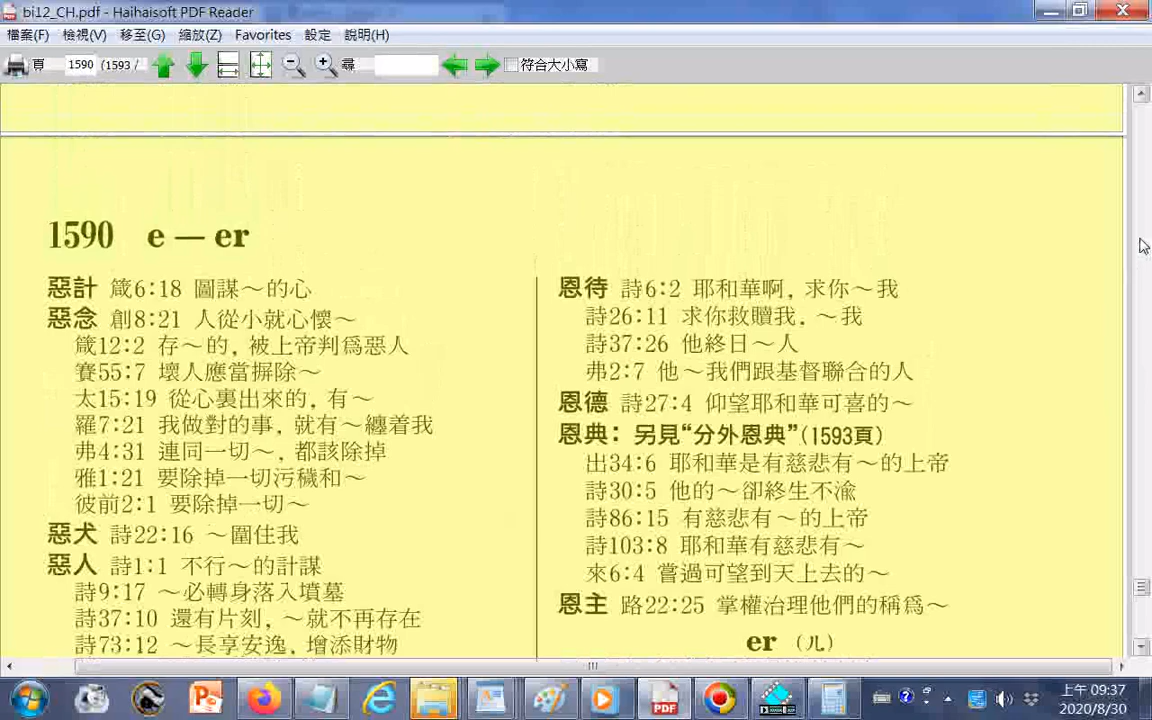 bi12_CH.pdf - Haihaisoft PDF Reader
檔案(F) 檢視(V) 移至(G) 縮放(Z) Favorites 設定 說明(H)
頁 1590 (1593 / 尋 符合大小寫
1590 e — er
惡計 箴6:18 圖謀～的心
惡念 創8:21 人從小就心懷～
箴12:2 存～的, 被上帝判爲惡人
賽55:7 壞人應當摒除～
太15:19 從心裏出來的, 有～
羅7:21 我做對的事, 就有～纏着我
弗4:31 連同一切～, 都該除掉
雅1:21 要除掉一切污穢和～
彼前2:1 要除掉一切～
惡犬 詩22:16 ～圍住我
惡人 詩1:1 不行～的計謀
詩9:17 ～必轉身落入墳墓
詩37:10 還有片刻, ～就不再存在
詩73:12 ～長享安逸, 增添財物
恩待 詩6:2 耶和華啊, 求你～我
詩26:11 求你救贖我, ～我
詩37:26 他終日～人
弗2:7 他～我們跟基督聯合的人
恩德 詩27:4 仰望耶和華可喜的～
恩典: 另見“分外恩典”(1593頁)
出34:6 耶和華是有慈悲有～的上帝
詩30:5 他的～卻終生不渝
詩86:15 有慈悲有～的上帝
詩103:8 耶和華有慈悲有～
來6:4 嘗過可望到天上去的～
恩主 路22:25 掌權治理他們的稱爲～
er (ㄦ)
上午 09:37
2020/8/30